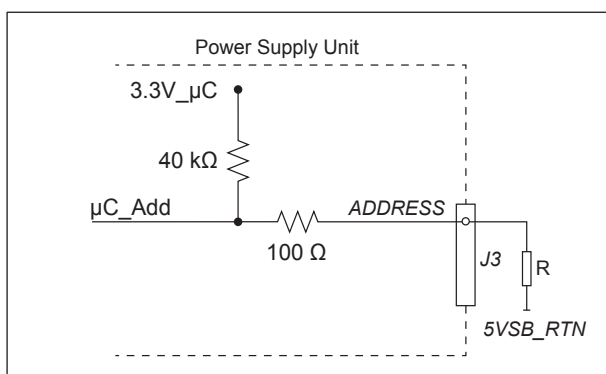 Power Supply Unit
3.3V_µC
40 kΩ
µC_Add
ADDRESS
100 Ω
J3
R
5VSB_RTN